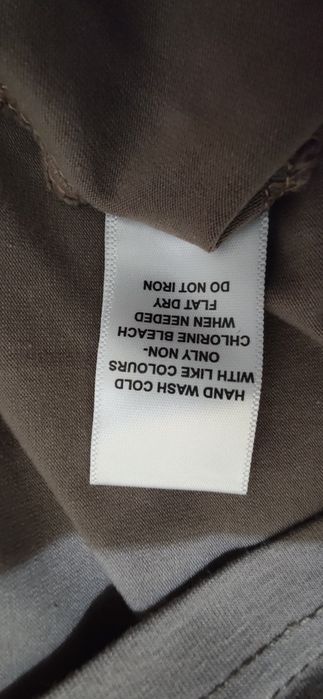 HAND WASH COLD
WITH LIKE COLOURS
ONLY NON-
CHLORINE BLEACH
WHEN NEEDED
FLAT DRY
DO NOT IRON